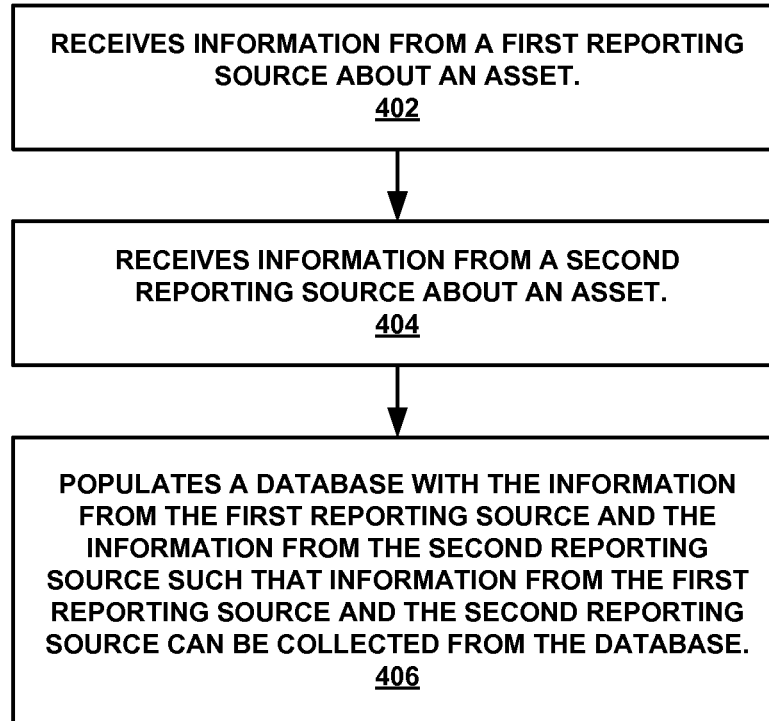 RECEIVES INFORMATION FROM A FIRST REPORTING
SOURCE ABOUT AN ASSET.
402
RECEIVES INFORMATION FROM A SECOND
REPORTING SOURCE ABOUT AN ASSET.
404
POPULATES A DATABASE WITH THE INFORMATION
FROM THE FIRST REPORTING SOURCE AND THE
INFORMATION FROM THE SECOND REPORTING
SOURCE SUCH THAT INFORMATION FROM THE FIRST
REPORTING SOURCE AND THE SECOND REPORTING
SOURCE CAN BE COLLECTED FROM THE DATABASE.
406